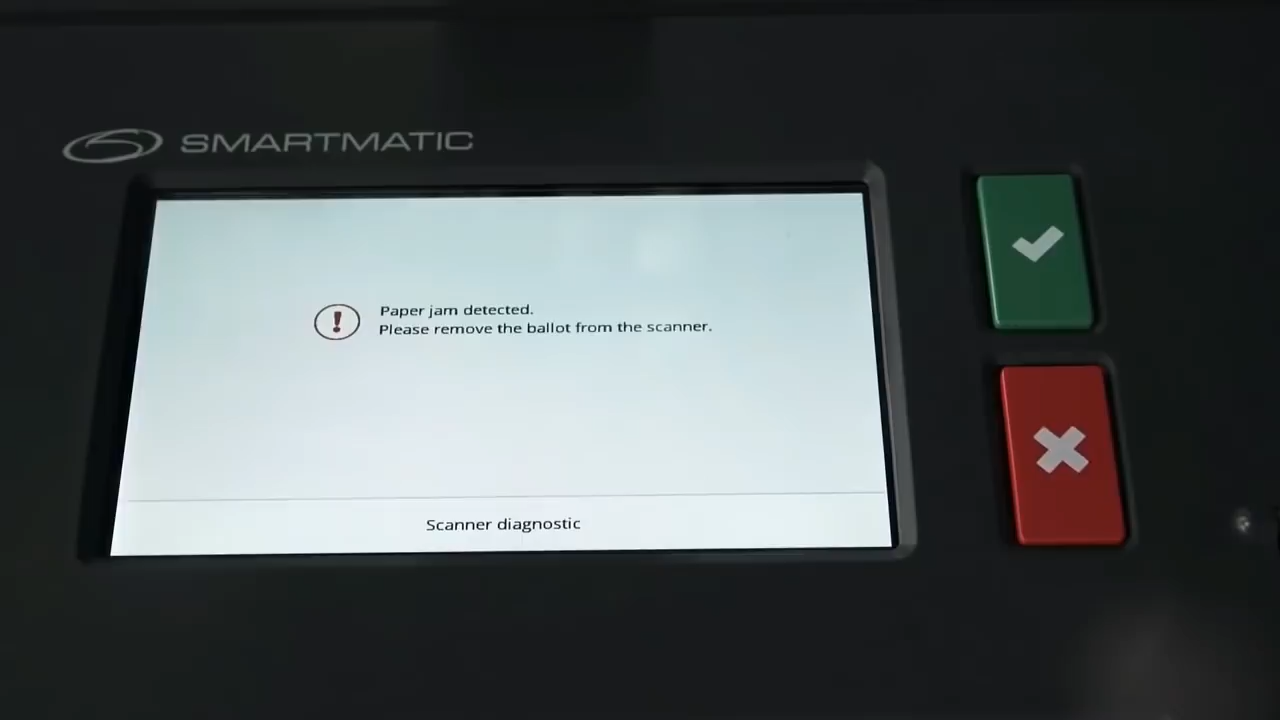 SMARTMATIC
Paper jam detected.
Please remove the ballot from the scanner.
Scanner diagnostic